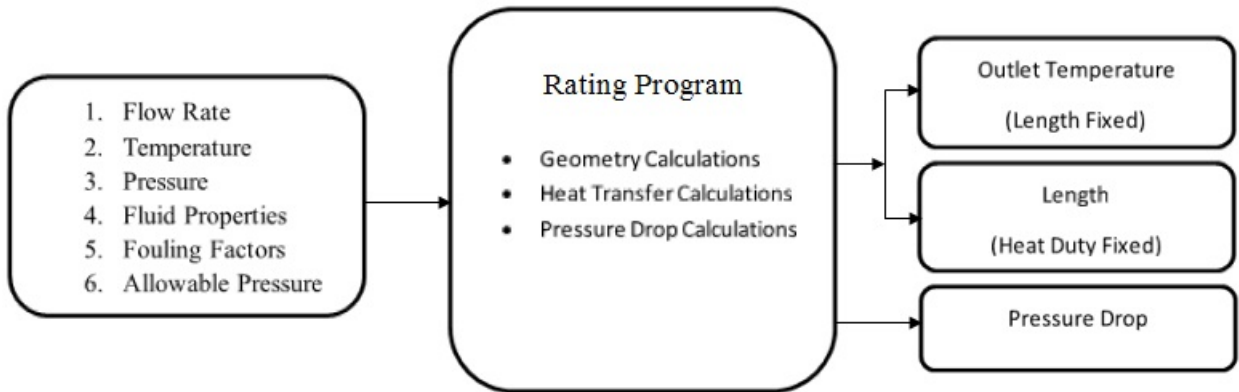 1. Flow Rate
2. Temperature
3. Pressure
4. Fluid Properties
5. Fouling Factors
6. Allowable Pressure
Rating Program
• Geometry Calculations
• Heat Transfer Calculations
• Pressure Drop Calculations
Outlet Temperature
(Length Fixed)
Length
(Heat Duty Fixed)
Pressure Drop